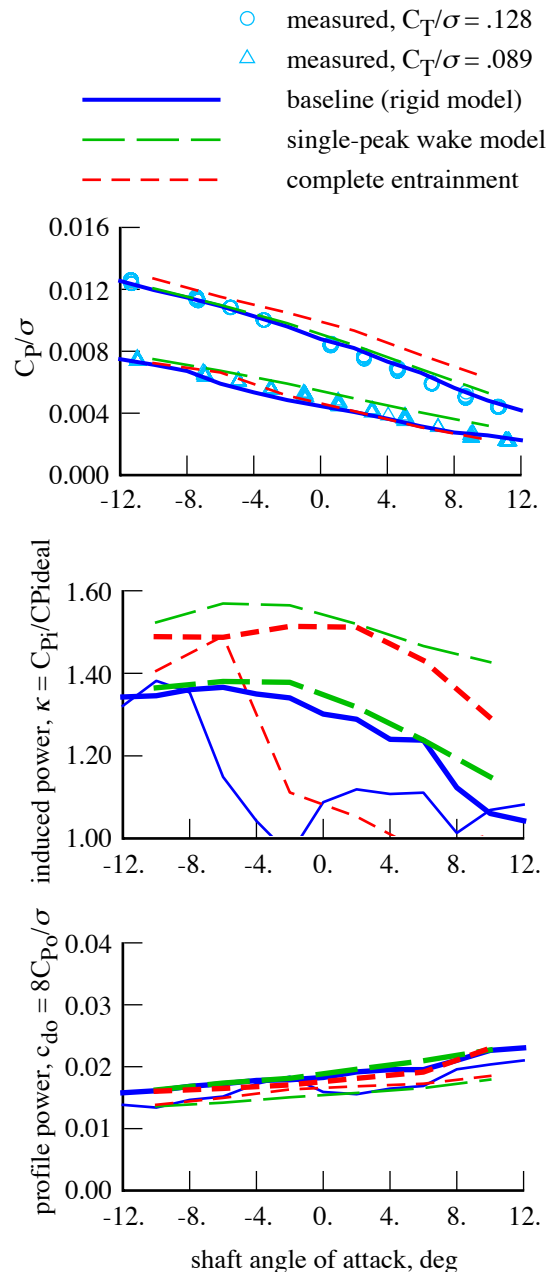 measured, C_T/σ = .128
measured, C_T/σ = .089
baseline (rigid model)
single-peak wake model
complete entrainment
0.016
0.012
0.008
0.004
0.000
C_P/σ
-12. -8. -4. 0. 4. 8. 12.
1.60
1.40
1.20
1.00
induced power, κ = C_Pi/CPideal
-12. -8. -4. 0. 4. 8. 12.
0.04
0.03
0.02
0.01
0.00
profile power, c_do = 8C_Po/σ
-12. -8. -4. 0. 4. 8. 12.
shaft angle of attack, deg